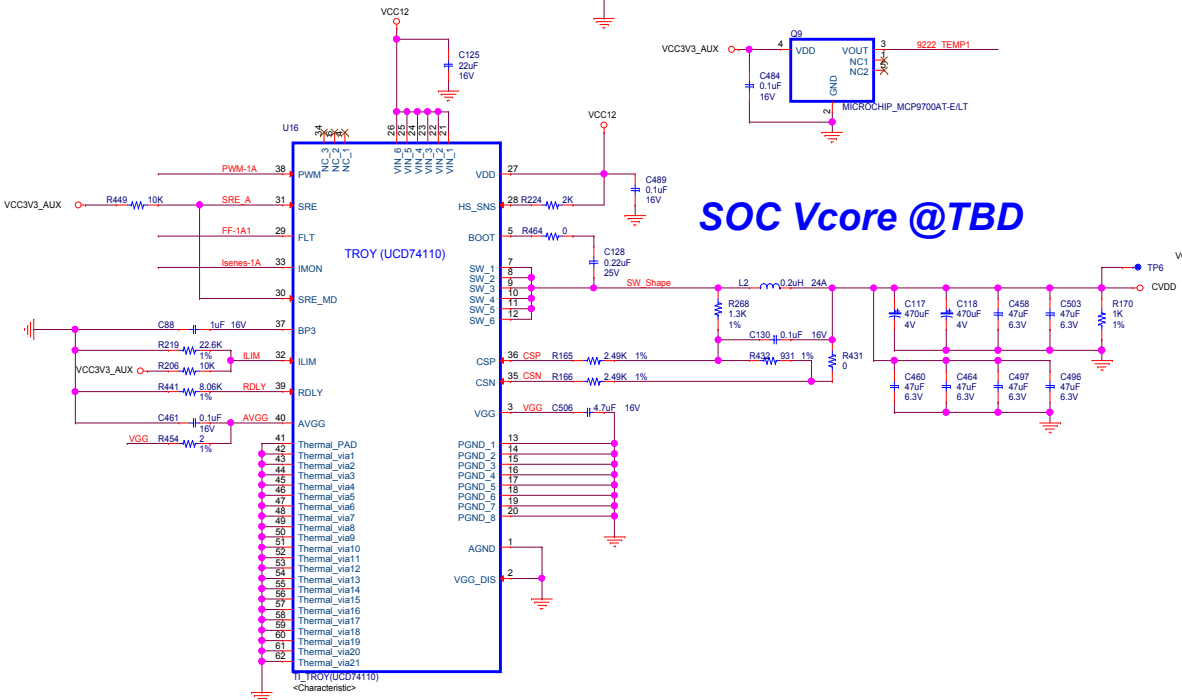 VCC12
C125
22uF
16V
VCC3V3_AUX
Q9
4
VDD
VOUT
3
9222_TEMP1
NC1
NC2
GND
2
C484
0.1uF
16V
MICROCHIP_MCP9700AT-E/LT
U16
34
NC_3
NC_2
NC_1
26
25
24
23
22
21
VIN_6
VIN_5
VIN_4
VIN_3
VIN_2
VIN_1
VCC12
PWM-1A
38
PWM
VDD
27
C489
0.1uF
16V
VCC3V3_AUX
R449
10K
SRE_A
31
SRE
HS_SNS
28
R224
2K
SOC Vcore @TBD
FF-1A1
29
FLT
BOOT
5
R464
0
TROY (UCD74110)
C128
0.22uF
25V
Isenes-1A
33
IMON
SW_1
SW_2
SW_3
SW_4
SW_5
SW_6
7
8
9
10
11
12
SW_Shape
L2
0.2uH
24A
TP6
CVDD
30
SRE_MD
R268
1.3K
1%
C117
470uF
4V
C118
470uF
4V
C458
47uF
6.3V
C503
47uF
6.3V
R170
1K
1%
C88
1uF
16V
37
BP3
C130
0.1uF
16V
R219
22.6K
1%
ILIM
32
ILIM
CSP
36
CSP
R165
2.49K
1%
R432
931
1%
R431
0
VCC3V3_AUX
R206
10K
CSN
35
CSN
R166
2.49K
1%
R441
8.06K
1%
RDLY
39
RDLY
C460
47uF
6.3V
C464
47uF
6.3V
C497
47uF
6.3V
C496
47uF
6.3V
C461
0.1uF
16V
AVGG
40
AVGG
VGG
3
VGG
C506
4.7uF
16V
VGG
R454
2
1%
41
Thermal_PAD
42
Thermal_via1
43
Thermal_via2
44
Thermal_via3
45
Thermal_via4
46
Thermal_via5
47
Thermal_via6
48
Thermal_via7
49
Thermal_via8
50
Thermal_via9
51
Thermal_via10
52
Thermal_via11
53
Thermal_via12
54
Thermal_via13
55
Thermal_via14
56
Thermal_via15
57
Thermal_via16
58
Thermal_via17
59
Thermal_via18
60
Thermal_via19
61
Thermal_via20
62
Thermal_via21
PGND_1
13
PGND_2
14
PGND_3
15
PGND_4
16
PGND_5
17
PGND_6
18
PGND_7
19
PGND_8
20
AGND
1
VGG_DIS
2
TI_TROY(UCD74110)
<Characteristic>